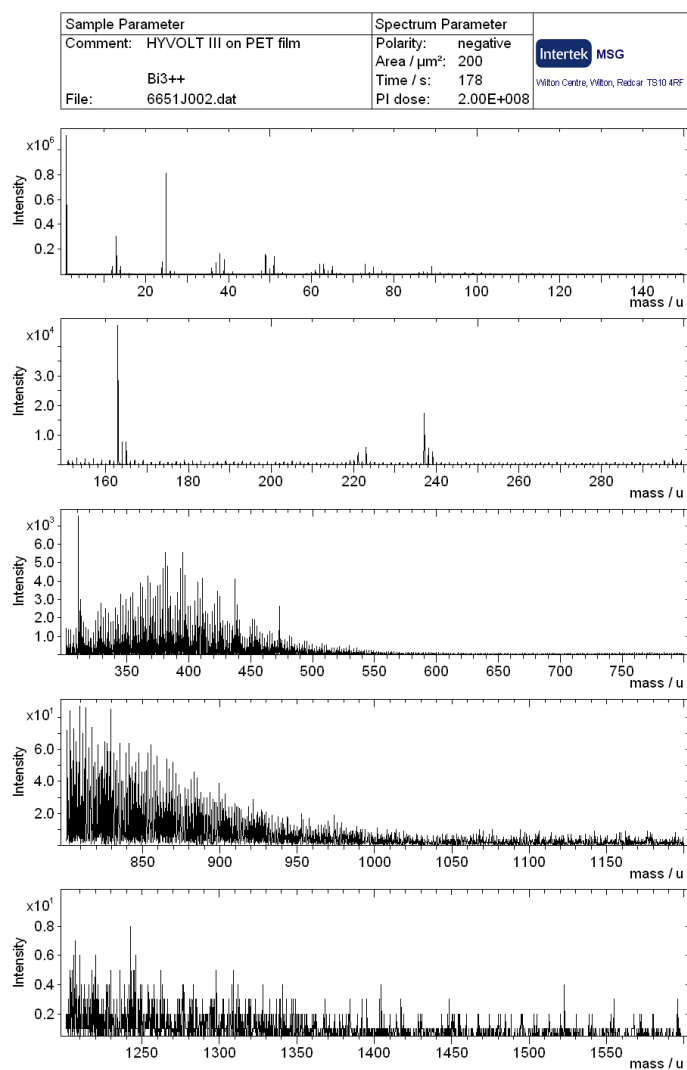 Sample Parameter
Comment: HYVOLT III on PET film
Bi3++
File: 6651J002.dat
Spectrum Parameter
Polarity: negative
Area / µm²: 200
Time / s: 178
PI dose: 2.00E+008
Intertek MSG
Wilton Centre, Wilton, Redcar TS10 4RF
x10⁶
Intensity
0.8
0.6
0.4
0.2
20 40 60 80 100 120 140
mass / u
x10⁴
Intensity
3.0
2.0
1.0
160 180 200 220 240 260 280
mass / u
x10³
Intensity
6.0
5.0
4.0
3.0
2.0
1.0
350 400 450 500 550 600 650 700 750
mass / u
x10¹
Intensity
6.0
4.0
2.0
850 900 950 1000 1050 1100 1150
mass / u
x10¹
Intensity
0.8
0.6
0.4
0.2
1250 1300 1350 1400 1450 1500 1550
mass / u